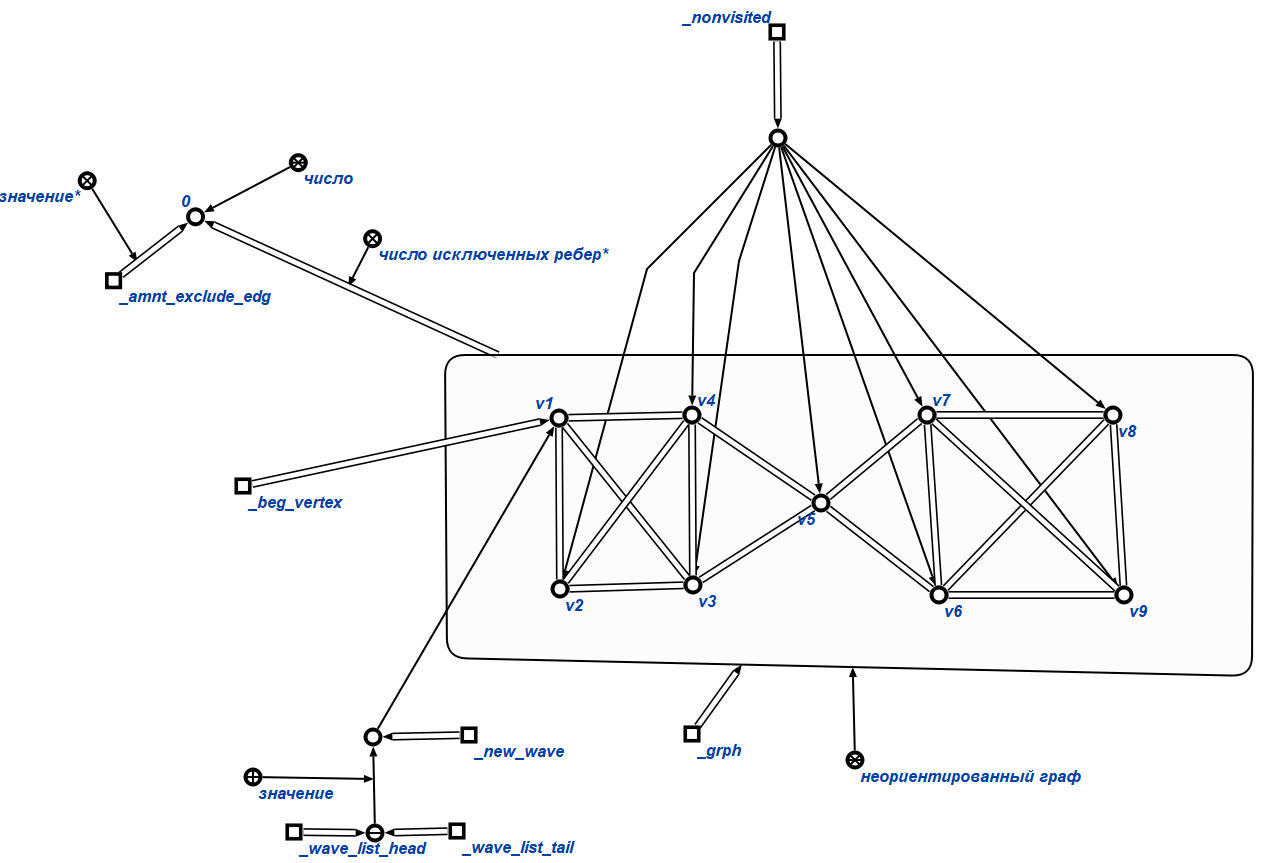 _nonvisited
число
значение*
0
число исключенных ребер*
_amnt_exclude_edg
v1
v4
v7
v8
_beg_vertex
v5
v2
v3
v6
v9
_new_wave
_grph
неориентированный граф
значение
_wave_list_head
_wave_list_tail